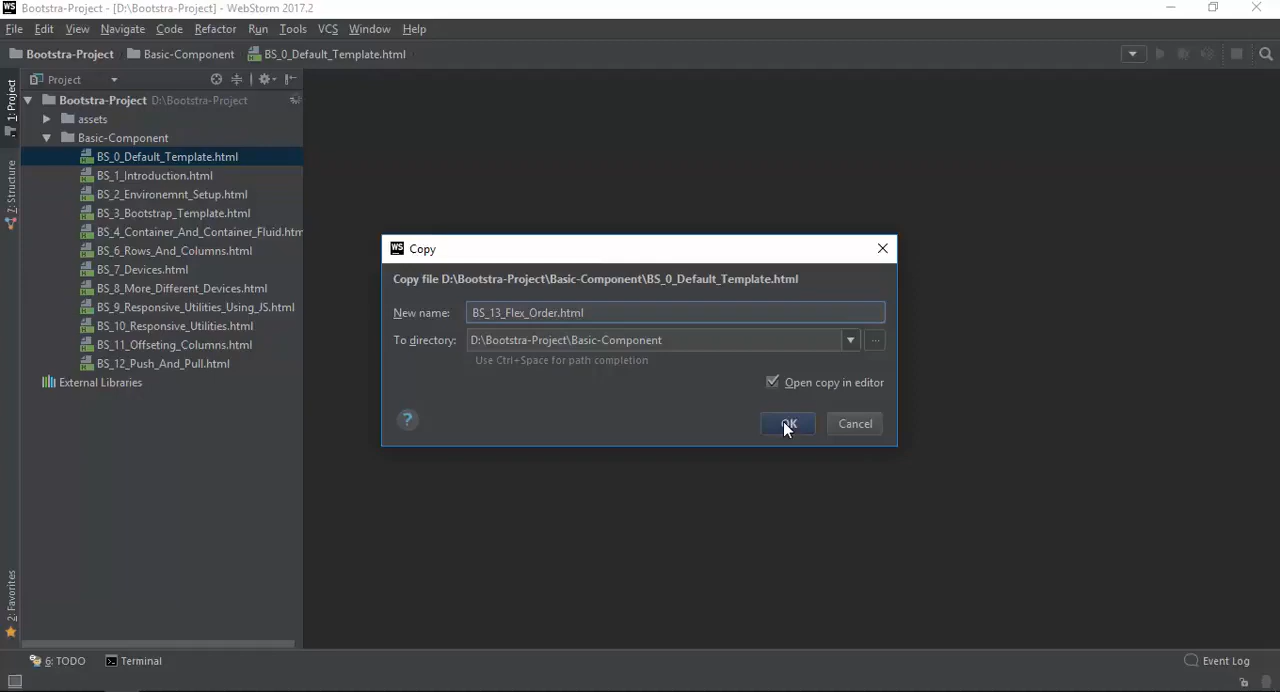 WS Bootstra-Project - [D:\Bootstra-Project] - WebStorm 2017.2
File Edit View Navigate Code Refactor Run Tools VCS Window Help
Bootstra-Project Basic-Component BS_0_Default_Template.html
1: Project
Project
Bootstra-Project D:\Bootstra-Project
assets
Basic-Component
BS_0_Default_Template.html
BS_1_Introduction.html
BS_2_Environemnt_Setup.html
BS_3_Bootstrap_Template.html
BS_4_Container_And_Container_Fluid.htm
BS_6_Rows_And_Columns.html
BS_7_Devices.html
BS_8_More_Different_Devices.html
BS_9_Responsive_Utilities_Using_JS.html
BS_10_Responsive_Utilities.html
BS_11_Offseting_Columns.html
BS_12_Push_And_Pull.html
External Libraries
7: Structure
2: Favorites
WS Copy
Copy file D:\Bootstra-Project\Basic-Component\BS_0_Default_Template.html
New name: BS_13_Flex_Order.html
To directory: D:\Bootstra-Project\Basic-Component ...
Use Ctrl+Space for path completion
Open copy in editor
? OK Cancel
6: TODO Terminal Event Log